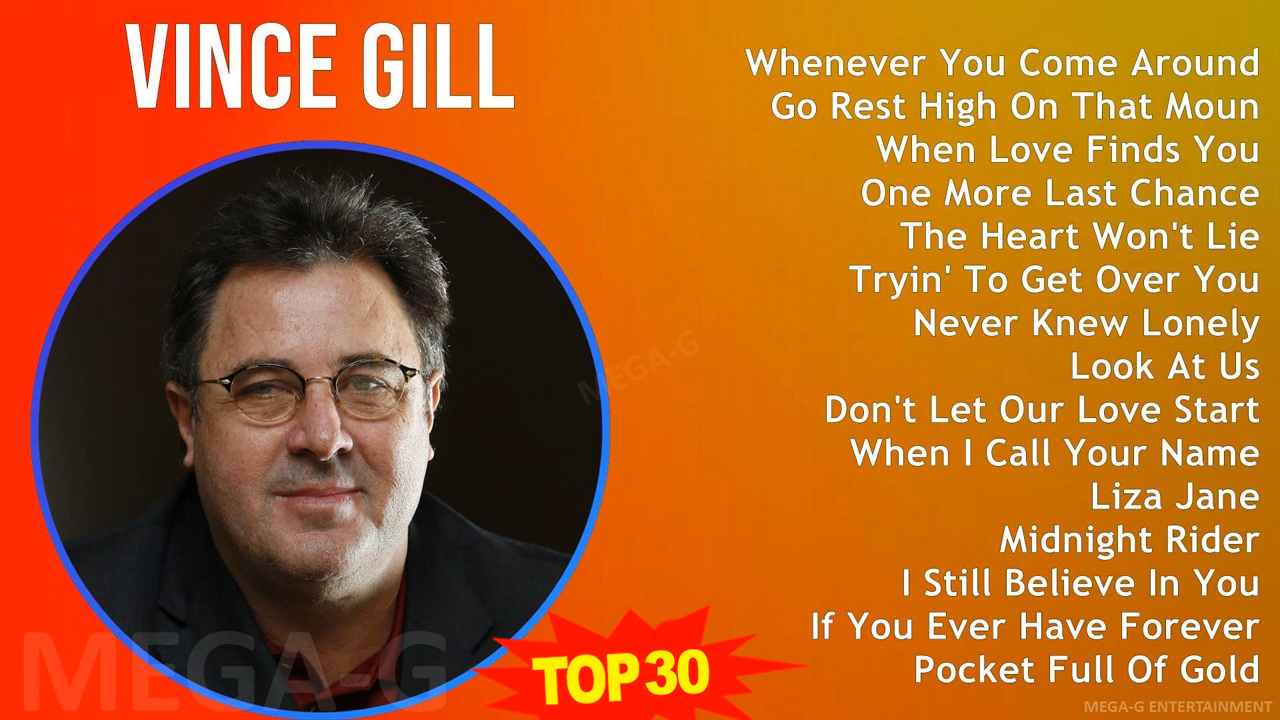 VINCE GILL
Whenever You Come Around
Go Rest High On That Moun
When Love Finds You
One More Last Chance
The Heart Won't Lie
Tryin' To Get Over You
Never Knew Lonely
Look At Us
Don't Let Our Love Start
When I Call Your Name
Liza Jane
Midnight Rider
I Still Believe In You
If You Ever Have Forever
Pocket Full Of Gold
MEGA-G
MEGA-G
TOP 30
MEGA-G ENTERTAINMENT